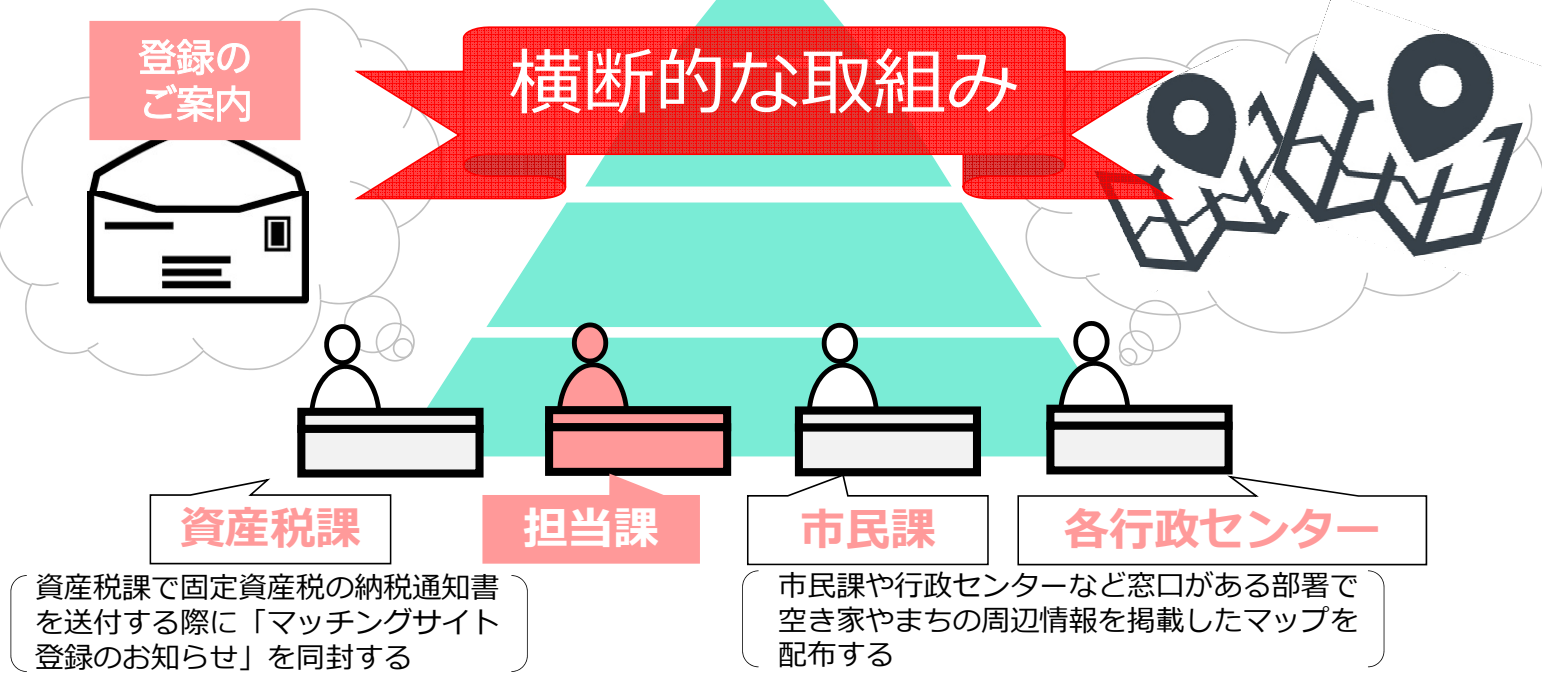 登録の
ご案内
横断的な取組み
資産税課
担当課
市民課
各行政センター
資産税課で固定資産税の納税通知書
を送付する際に「マッチングサイト
登録のお知らせ」を同封する
市民課や行政センターなど窓口がある部署で
空き家やまちの周辺情報を掲載したマップを
配布する